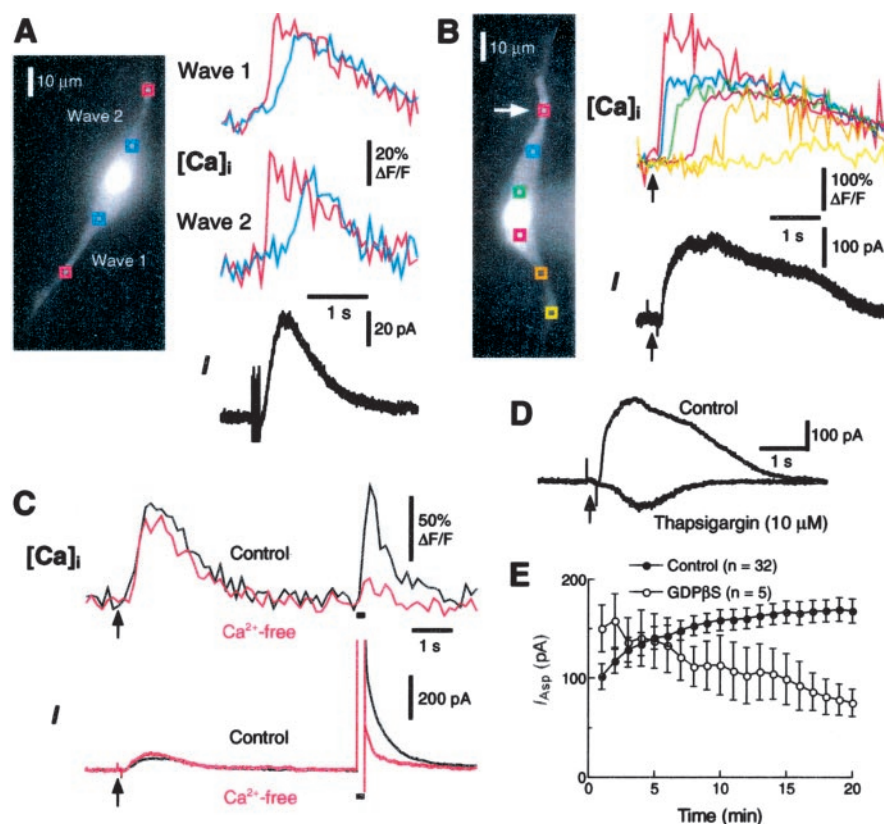 A
10 μm
Wave 2
Wave 1
Wave 1
[Ca]i
20%
ΔF/F
Wave 2
1 s
20 pA
I
B
10 μm
[Ca]i
100%
ΔF/F
1 s
100 pA
I
C
[Ca]i
Control
Ca²⁺-free
50%
ΔF/F
1 s
200 pA
I
Control
Ca²⁺-free
D
Control
100 pA
1 s
Thapsigargin (10 μM)
E
Control (n = 32)
GDPβS (n = 5)
200
100
0
IAsp (pA)
0 5 10 15 20
Time (min)